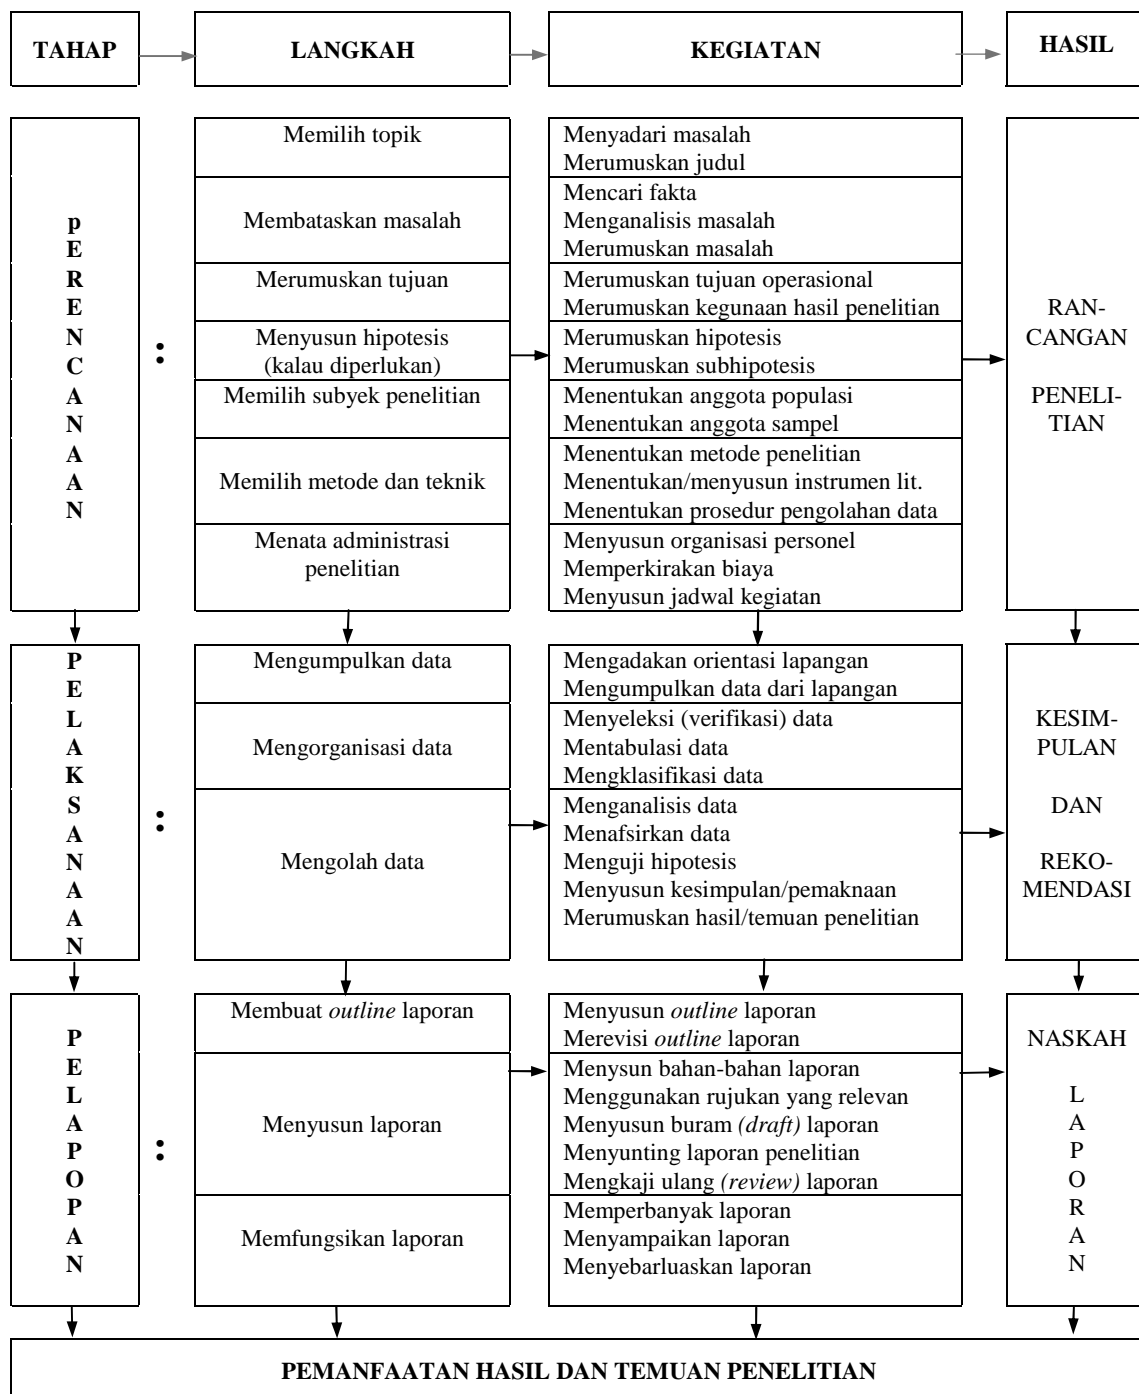 TAHAP
LANGKAH
KEGIATAN
HASIL
p
E
R
E
N
C
A
N
A
A
N
:
Memilih topik
Membataskan masalah
Merumuskan tujuan
Menyusun hipotesis
(kalau diperlukan)
Memilih subyek penelitian
Memilih metode dan teknik
Menata administrasi
penelitian
Menyadari masalah
Merumuskan judul
Mencari fakta
Menganalisis masalah
Merumuskan masalah
Merumuskan tujuan operasional
Merumuskan kegunaan hasil penelitian
Merumuskan hipotesis
Merumuskan subhipotesis
Menentukan anggota populasi
Menentukan anggota sampel
Menentukan metode penelitian
Menentukan/menyusun instrumen lit.
Menentukan prosedur pengolahan data
Menyusun organisasi personel
Memperkirakan biaya
Menyusun jadwal kegiatan
RAN-
CANGAN
PENELI-
TIAN
P
E
L
A
K
S
A
N
A
A
N
:
Mengumpulkan data
Mengorganisasi data
Mengolah data
Mengadakan orientasi lapangan
Mengumpulkan data dari lapangan
Menyeleksi (verifikasi) data
Mentabulasi data
Mengklasifikasi data
Menganalisis data
Menafsirkan data
Menguji hipotesis
Menyusun kesimpulan/pemaknaan
Merumuskan hasil/temuan penelitian
KESIM-
PULAN
DAN
REKO-
MENDASI
P
E
L
A
P
O
P
A
N
:
Membuat outline laporan
Menyusun laporan
Memfungsikan laporan
Menyusun outline laporan
Merevisi outline laporan
Menysun bahan-bahan laporan
Menggunakan rujukan yang relevan
Menyusun buram (draft) laporan
Menyunting laporan penelitian
Mengkaji ulang (review) laporan
Memperbanyak laporan
Menyampaikan laporan
Menyebarluaskan laporan
NASKAH
L
A
P
O
R
A
N
PEMANFAATAN HASIL DAN TEMUAN PENELITIAN